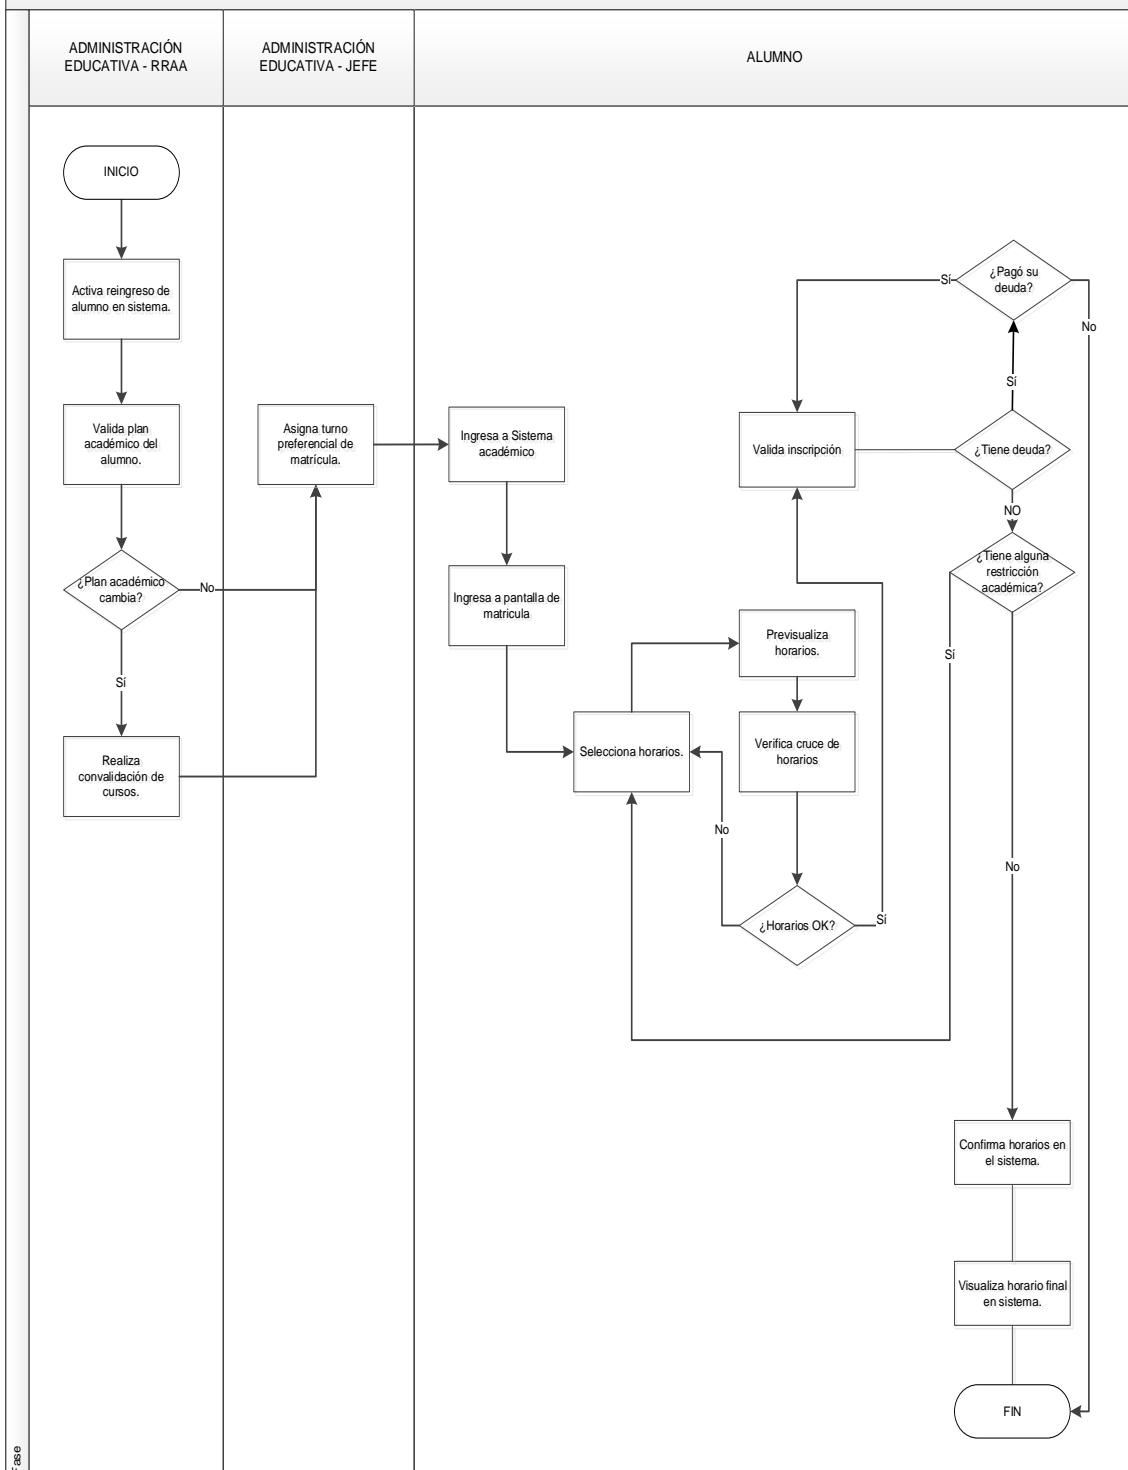 ADMINISTRACIÓN
EDUCATIVA - RRAA
ADMINISTRACIÓN
EDUCATIVA - JEFE
ALUMNO
INICIO
Activa reingreso de
alumno en sistema.
Valida plan
académico del
alumno.
¿Plan académico
cambia?
No
Sí
Realiza
convalidación de
cursos.
Asigna turno
preferencial de
matrícula.
Ingresa a Sistema
académico
Ingresa a pantalla de
matricula
Selecciona horarios.
Previsualiza
horarios.
Verifica cruce de
horarios
¿Horarios OK?
No
Sí
Valida inscripción
¿Tiene deuda?
Sí
¿Pagó su
deuda?
Sí
No
NO
¿Tiene alguna
restricción
académica?
Sí
No
Confirma horarios en
el sistema.
Visualiza horario final
en sistema.
FIN